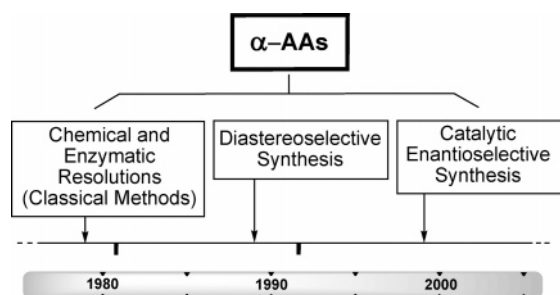 α–AAs
Chemical and
Enzymatic
Resolutions
(Classical Methods)
Diastereoselective
Synthesis
Catalytic
Enantioselective
Synthesis
1980
1990
2000